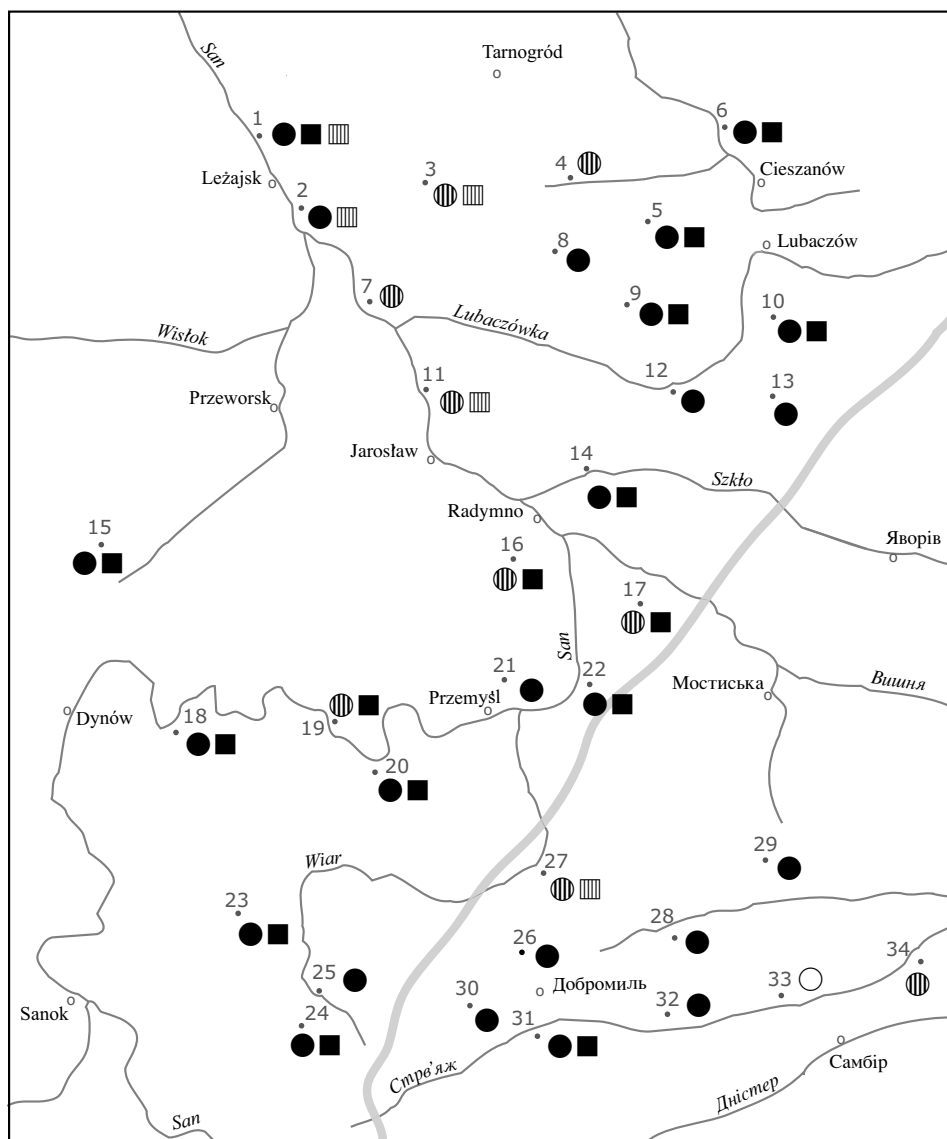 San
Tarnogród
1
6
Leżajsk
3
4
Cieszanów
2
5
Lubaczów
8
7
9
10
Wisłok
Lubaczówka
11
12
13
Przeworsk
Jarosław
14
Szkło
Radymno
15
16
Яворів
17
San
21
22
Мостиська
Вишня
Dynów
18
19
Przemyśl
20
Wiar
27
29
23
26
28
34
25
Добромиль
33
Sanok
24
30
31
32
Самбір
Стрв’яж
Дністер
San